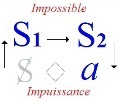 Impossible
S1 → S2
$ ◇ a
Impuissance